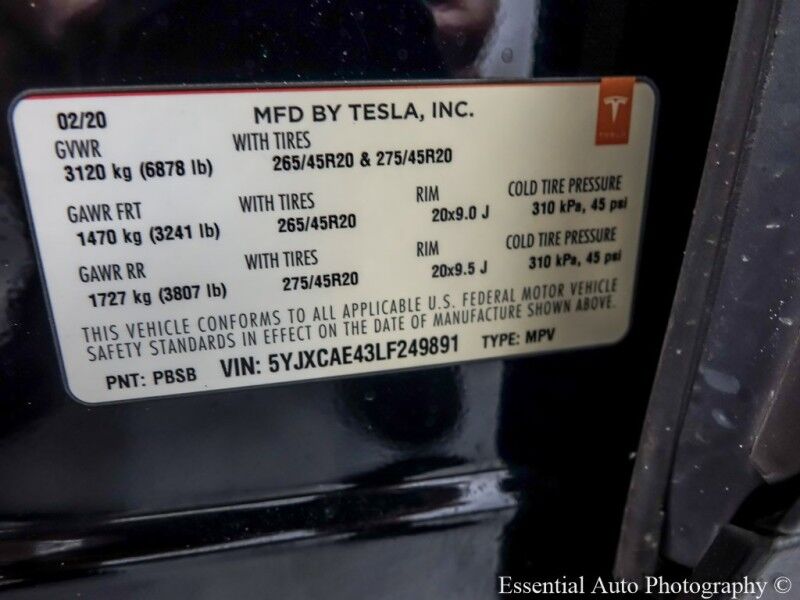 02/20 MFD BY TESLA, INC.
GVWR WITH TIRES
3120 kg (6878 lb) 265/45R20 & 275/45R20
GAWR FRT WITH TIRES RIM COLD TIRE PRESSURE
1470 kg (3241 lb) 265/45R20 20x9.0 J 310 kPa, 45 psi
GAWR RR WITH TIRES RIM COLD TIRE PRESSURE
1727 kg (3807 lb) 275/45R20 20x9.5 J 310 kPa, 45 psi
THIS VEHICLE CONFORMS TO ALL APPLICABLE U.S. FEDERAL MOTOR VEHICLE
SAFETY STANDARDS IN EFFECT ON THE DATE OF MANUFACTURE SHOWN ABOVE.
PNT: PBSB VIN: 5YJXCAE43LF249891 TYPE: MPV
TESLA
Essential Auto Photography ©